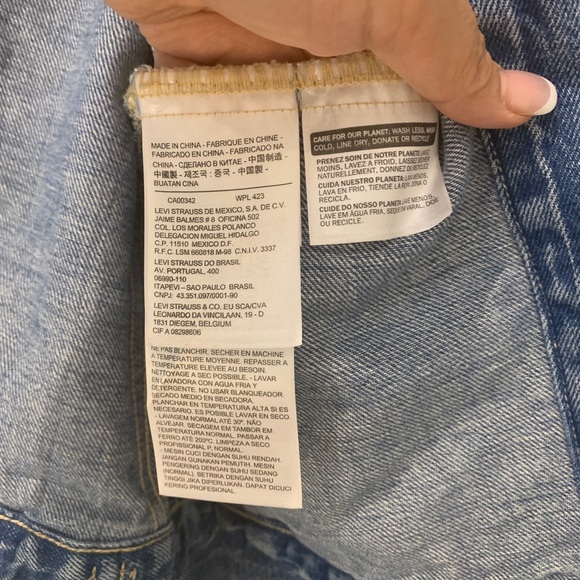 MADE IN CHINA - FABRIQUE EN CHINE -
FABRICADO EN CHINA - FABRICADO NA
CHINA - СДЕЛАНО В КИТАЕ - 中国制造 -
中國製 - 제조국 : 중국 - 中国製 -
BUATAN CINA
CA00342 WPL 423
LEVI STRAUSS DE MEXICO, S.A. DE C.V.
JAIME BALMES # 8 OFICINA 502
COL. LOS MORALES POLANCO
DELEGACION MIGUEL HIDALGO
C.P. 11510 MEXICO D.F.
R.F.C. LSM 660818 M-98 C.N.I.V. 3337
LEVI STRAUSS DO BRASIL
AV. PORTUGAL, 400
06990-110
ITAPEVI – SAO PAULO BRASIL
CNPJ: 43.351.097/0001-90
LEVI STRAUSS & CO. EU SCA/CVA
LEONARDO DA VINCILAAN, 19 - D
1831 DIEGEM, BELGIUM
CIF A 08298606
NE PAS BLANCHIR. SECHER EN MACHINE
A TEMPERATURE MOYENNE. REPASSER A
TEMPERATURE ELEVEE AU BESOIN.
NETTOYAGE A SEC POSSIBLE. - LAVAR
EN LAVADORA CON AGUA FRIA Y
DETERGENTE. NO USAR BLANQUEADOR.
SECADO MEDIO EN SECADORA.
PLANCHAR EN TEMPERATURA ALTA SI ES
NECESARIO. ES POSIBLE LAVAR EN SECO.
- LAVAGEM NORMAL ATÉ 30º. NÃO
ALVEJAR. SECAGEM EM TAMBOR EM
TEMPERATURA NORMAL. PASSAR A
FERRO ATÉ 200ºC. LIMPEZA A SECO
PROFISSIONAL P, NORMAL.
- MESIN CUCI DENGAN SUHU RENDAH.
JANGAN GUNAKAN PEMUTIH. MESIN
PENGERING DENGAN SUHU SEDANG
(NORMAL). SETRIKA DENGAN SUHU
TINGGI JIKA DIPERLUKAN. DAPAT DICUCI
KERING PROFESIONAL.
CARE FOR OUR PLANET: WASH LESS, WASH
COLD, LINE DRY, DONATE OR RECYCLE
PRENEZ SOIN DE NOTRE PLANETE: LAVEZ
MOINS, LAVEZ A FROID, LAISSEZ
NATURELLEMENT, DONNEZ OU RECYCLEZ
CUIDA NUESTRO PLANETA: LAVA MENOS,
LAVA EN FRIO, TIENDA LA ROPA, DONE O
RECICLA.
CUIDE DO NOSSO PLANETA: LAVE MENOS,
LAVE EM ÁGUA FRIA, SEQUE EM VARAL, DOE
RECICLE.